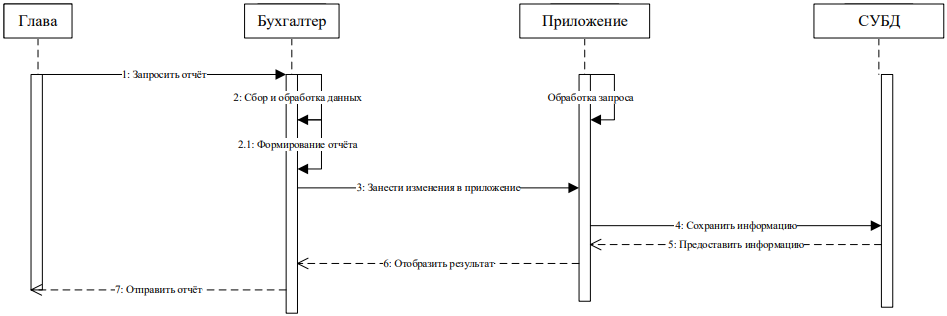 Глава
Бухгалтер
Приложение
СУБД
1: Запросить отчёт
2: Сбор и обработка данных
Обработка запроса
2.1: Формирование отчёта
3: Занести изменения в приложение
4: Сохранить информацию
5: Предоставить информацию
6: Отобразить результат
7: Отправить отчёт